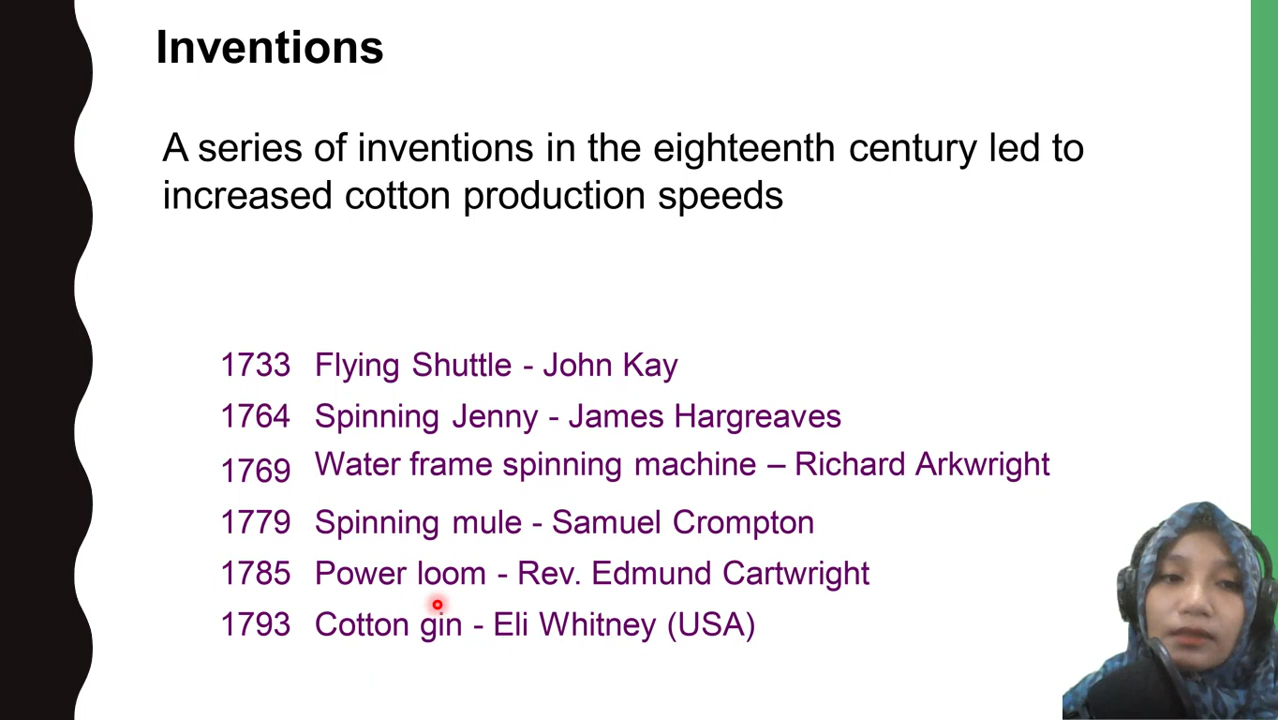 Inventions
A series of inventions in the eighteenth century led to
increased cotton production speeds
1733 Flying Shuttle - John Kay
1764 Spinning Jenny - James Hargreaves
1769 Water frame spinning machine – Richard Arkwright
1779 Spinning mule - Samuel Crompton
1785 Power loom - Rev. Edmund Cartwright
1793 Cotton gin - Eli Whitney (USA)